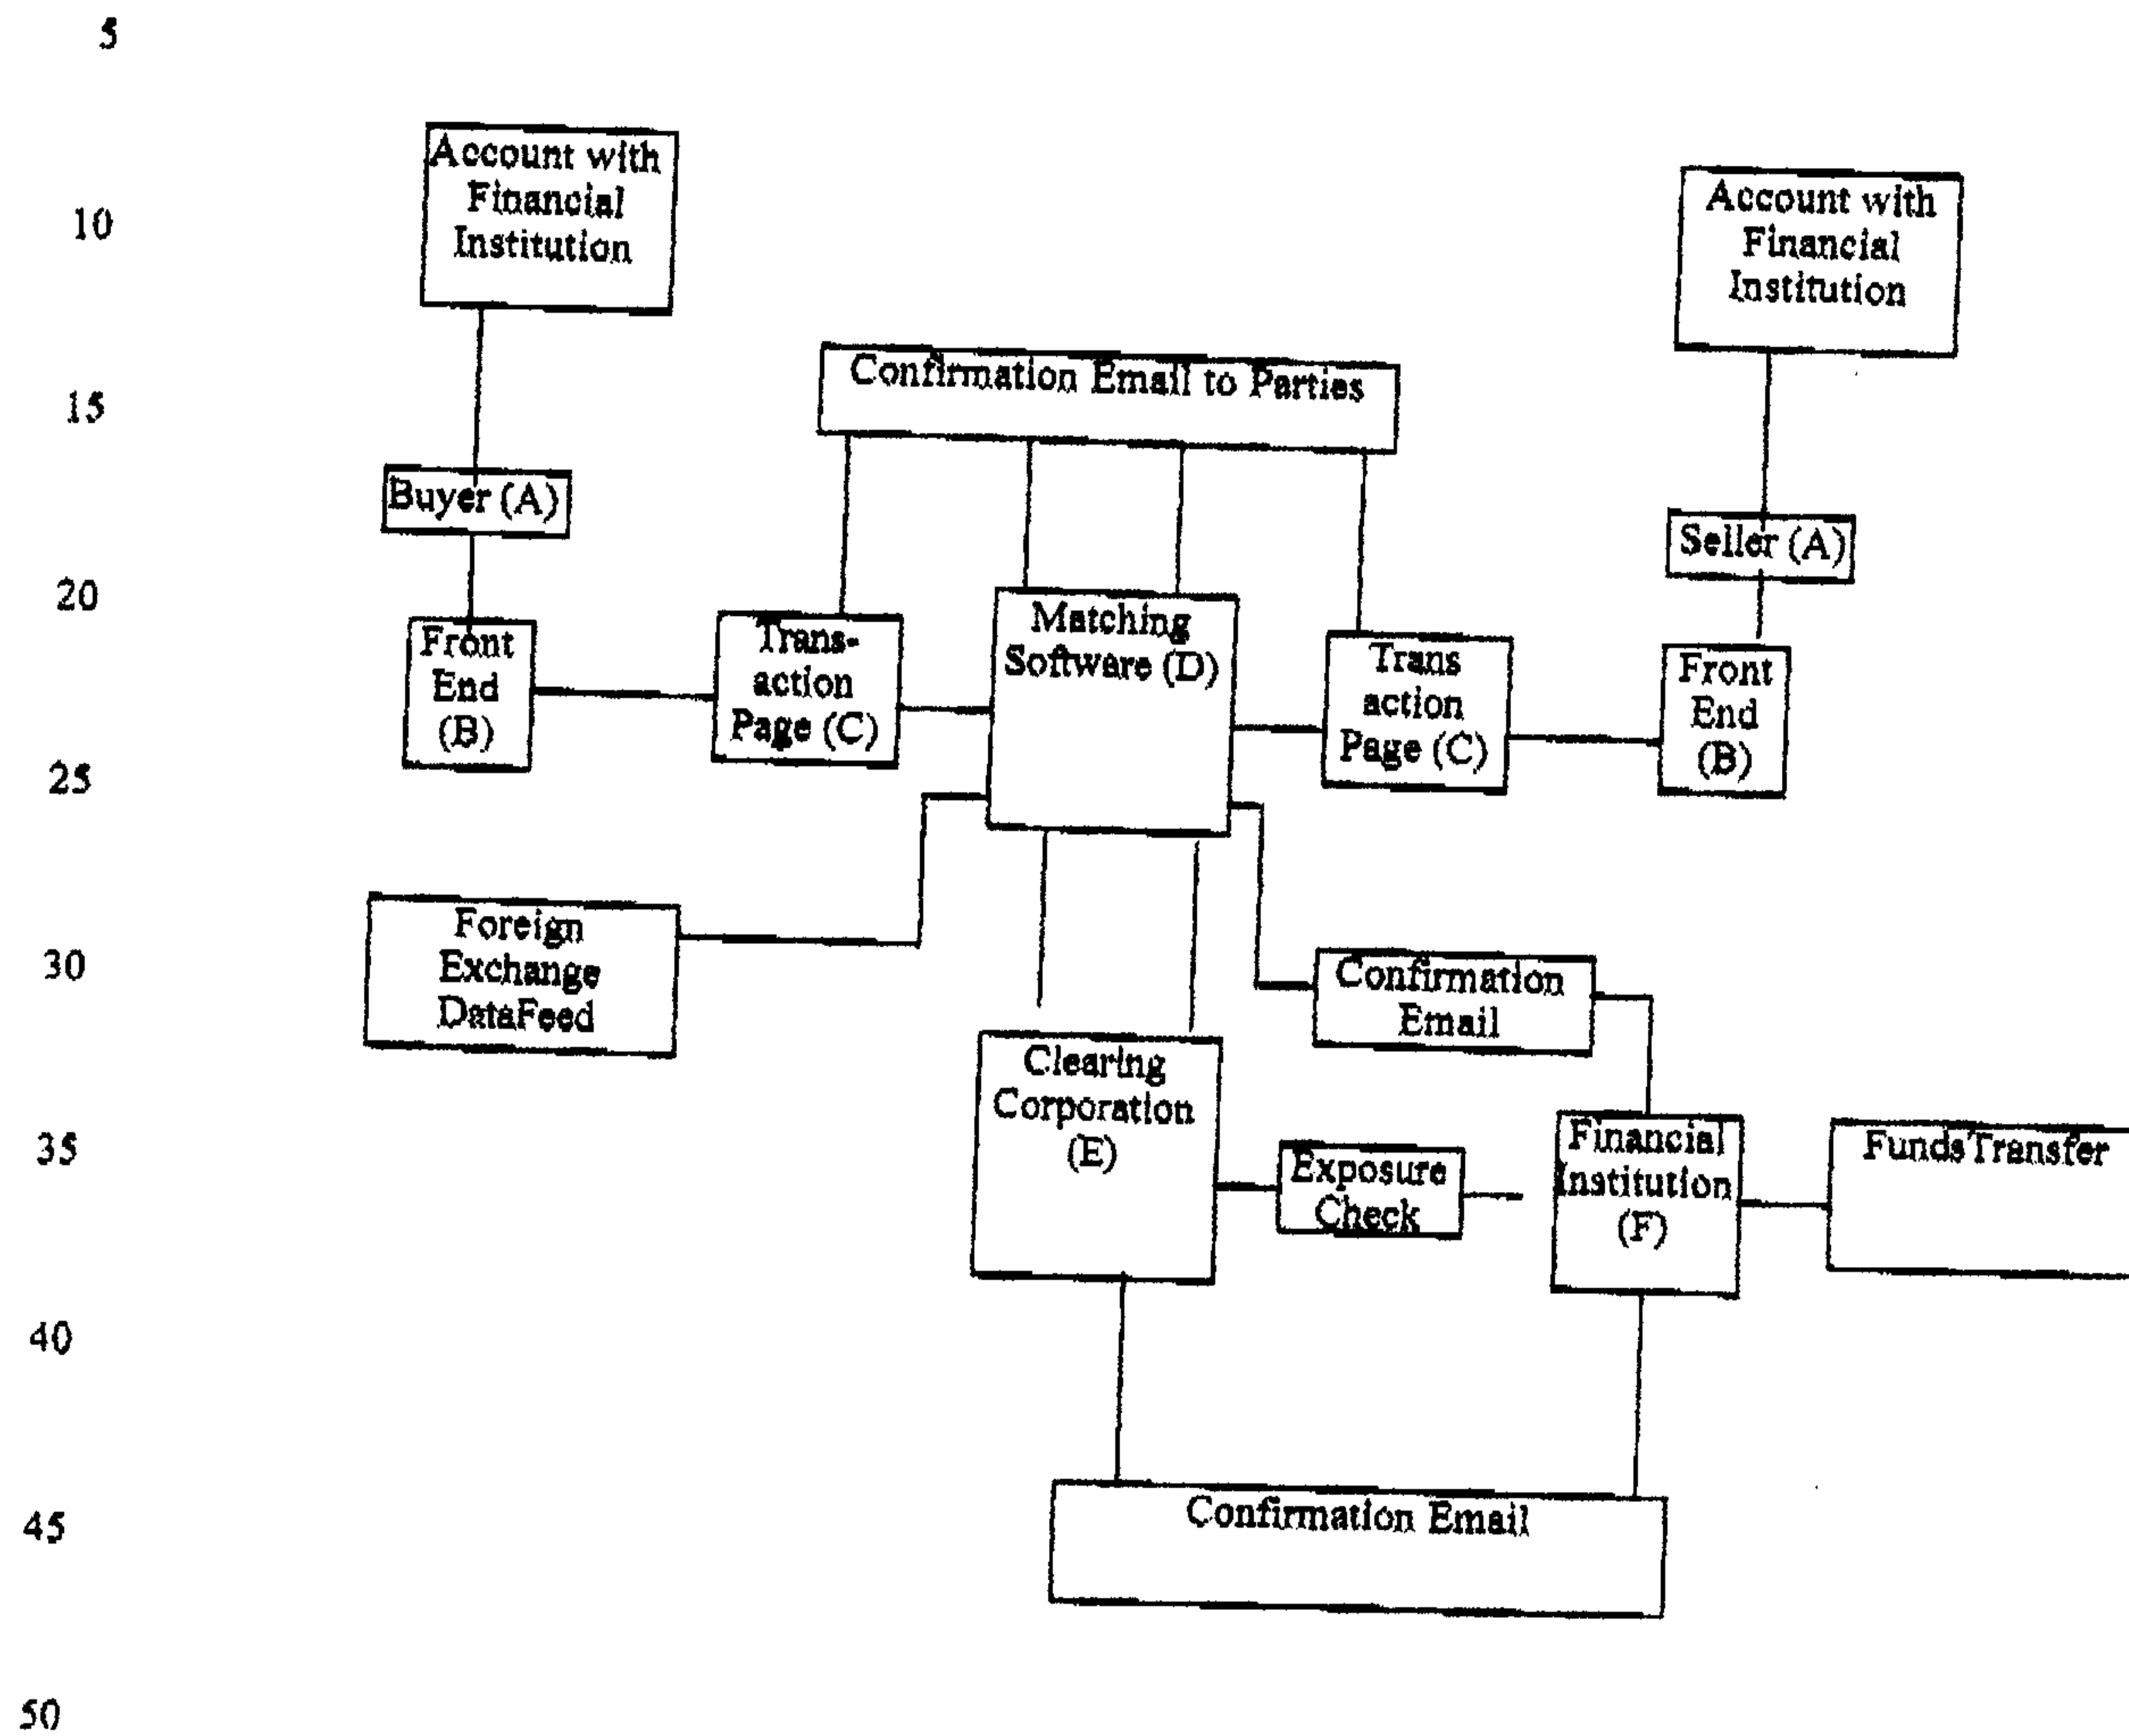 5
Account with
Financial
Institution
10
Account with
Financial
Institution
Confirmation Email to Parties
15
Buyer (A)
Seller (A)
20
Front
End
(B)
Trans-
action
Page (C)
Matching
Software (D)
Trans
action
Page (C)
Front
End
(B)
25
Foreign
Exchange
DataFeed
30
Confirmation
Email
Clearing
Corporation
(E)
35
Exposure
Check
Financial
Institution
(F)
FundsTransfer
40
45
Confirmation Email
50